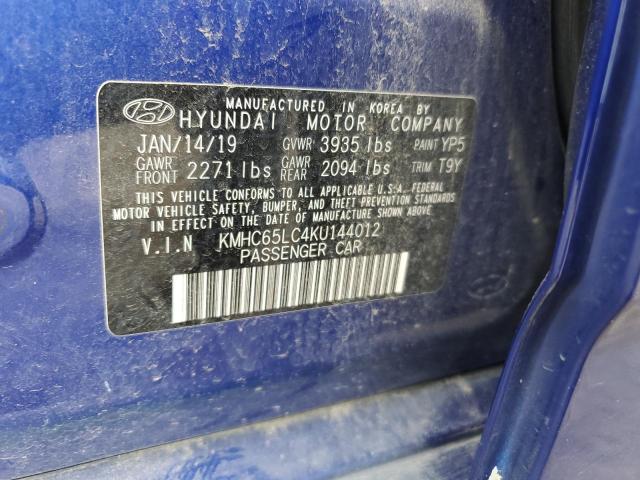 MANUFACTURED IN KOREA BY
HYUNDAI MOTOR COMPANY
JAN/14/19 GVWR 3935 lbs PAINT YP5
GAWR FRONT 2271 lbs GAWR REAR 2094 lbs TRIM T9Y
THIS VEHICLE CONFORMS TO ALL APPLICABLE U.S.A. FEDERAL
MOTOR VEHICLE SAFETY, BUMPER, AND THEFT PREVENTION STANDARDS
IN EFFECT ON THE DATE OF MANUFACTURE SHOWN ABOVE.
V.I.N KMHC65LC4KU144012
PASSENGER CAR